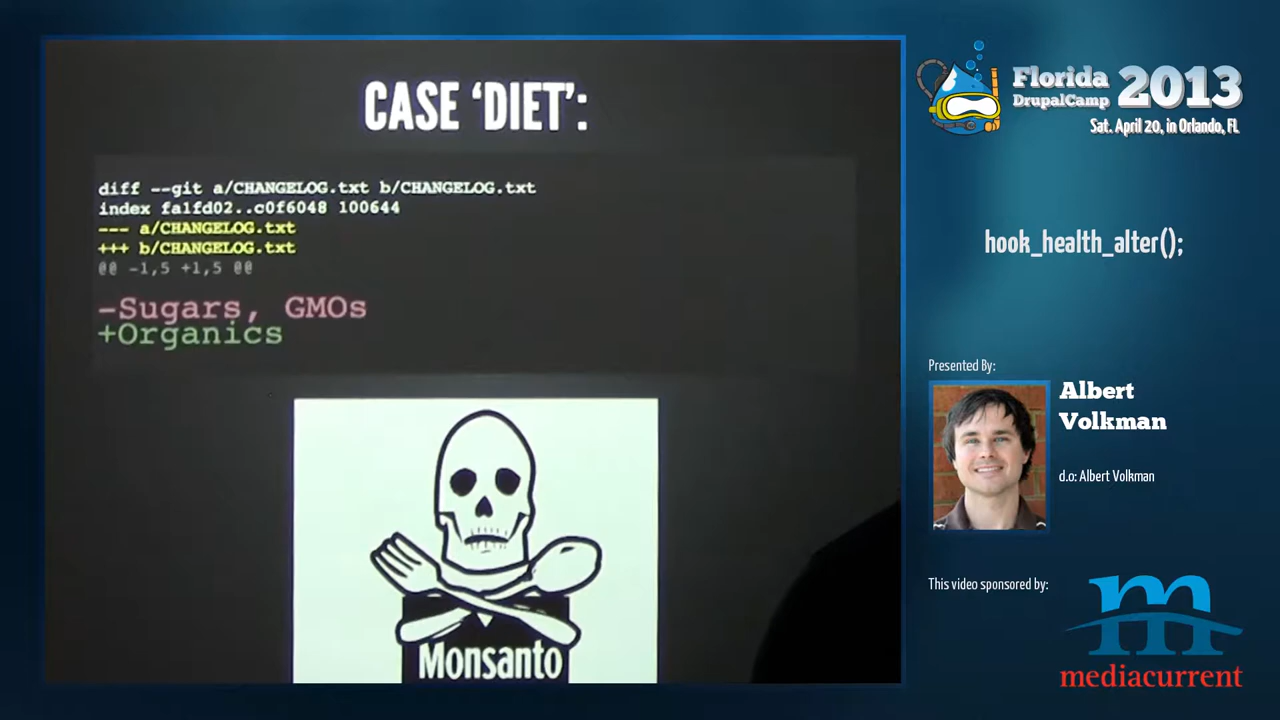 CASE ‘DIET’:
diff --git a/CHANGELOG.txt b/CHANGELOG.txt
index fa1fd02..c0f6048 100644
--- a/CHANGELOG.txt
+++ b/CHANGELOG.txt
@@ -1,5 +1,5 @@
-Sugars, GMOs
+Organics
Monsanto
Florida
DrupalCamp
2013
Sat. April 20, in Orlando, FL
hook_health_alter();
Presented By:
Albert
Volkman
d.o: Albert Volkman
This video sponsored by:
m
mediacurrent